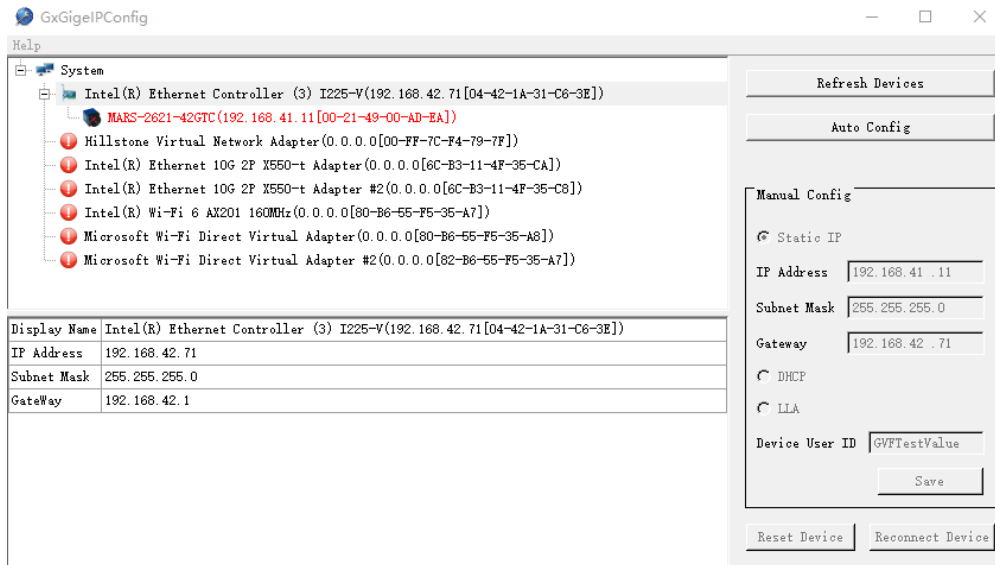 GxGigeIPConfig
Help
System
Intel(R) Ethernet Controller (3) I225-V(192.168.42.71[04-42-1A-31-C6-3E])
MARS-2621-42GTC(192.168.41.11[00-21-49-00-AD-EA])
Hillstone Virtual Network Adapter(0.0.0.0[00-FF-7C-F4-79-7F])
Intel(R) Ethernet 10G 2P X550-t Adapter(0.0.0.0[6C-B3-11-4F-35-CA])
Intel(R) Ethernet 10G 2P X550-t Adapter #2(0.0.0.0[6C-B3-11-4F-35-C8])
Intel(R) Wi-Fi 6 AX201 160MHz(0.0.0.0[80-B6-55-F5-35-A7])
Microsoft Wi-Fi Direct Virtual Adapter(0.0.0.0[80-B6-55-F5-35-A8])
Microsoft Wi-Fi Direct Virtual Adapter #2(0.0.0.0[82-B6-55-F5-35-A7])
Display Name Intel(R) Ethernet Controller (3) I225-V(192.168.42.71[04-42-1A-31-C6-3E])
IP Address 192.168.42.71
Subnet Mask 255.255.255.0
GateWay 192.168.42.1
Refresh Devices
Auto Config
Manual Config
Static IP
IP Address 192.168.41 .11
Subnet Mask 255.255.255.0
Gateway 192.168.42 .71
DHCP
LLA
Device User ID GVFTestValue
Save
Reset Device Reconnect Device